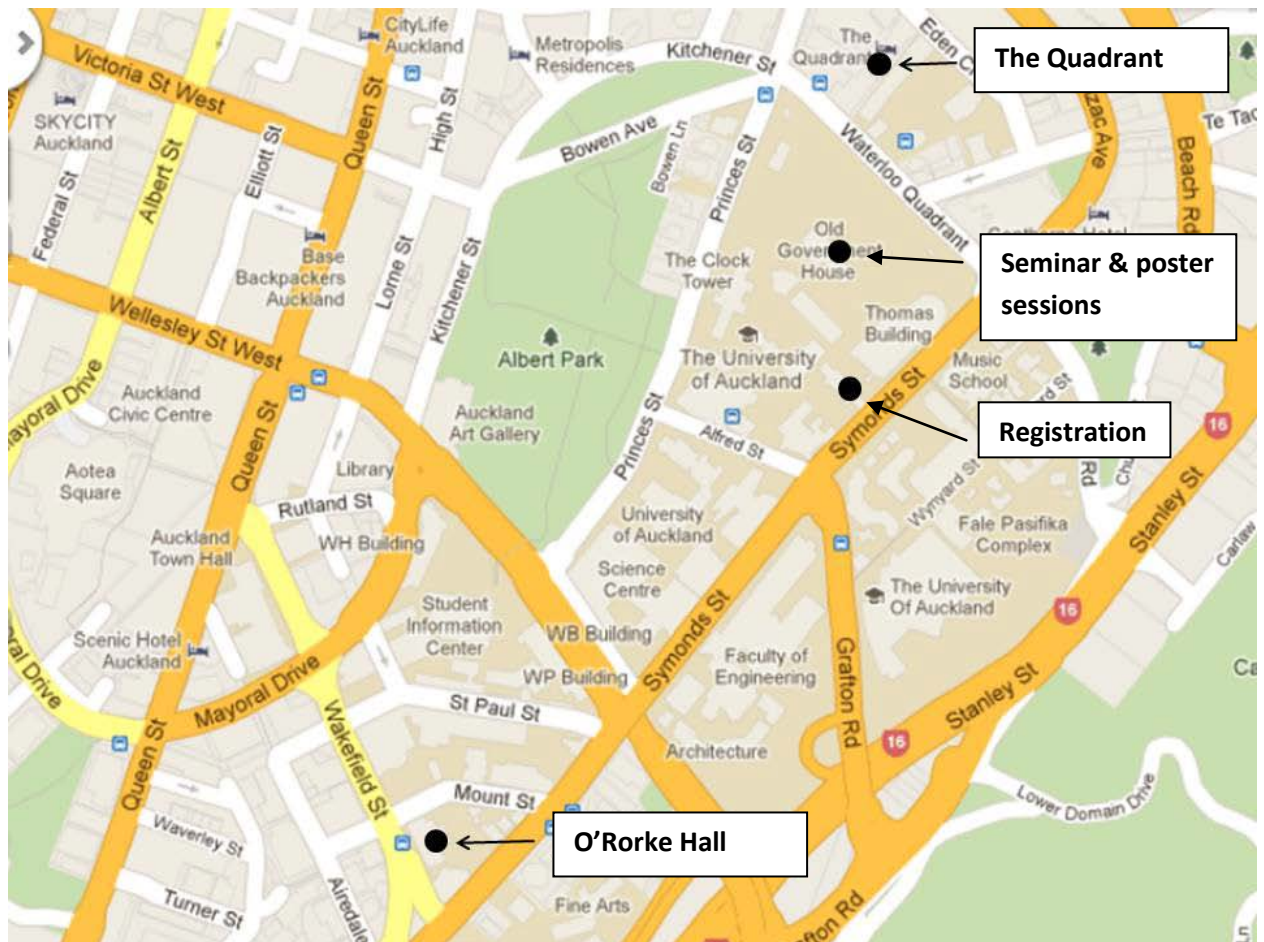 CityLife
Auckland
Metropolis
Residences
Kitchener St
The
Quadrant
Eden
The Quadrant
Victoria St West
Queen St
High St
SKYCITY
Auckland
Albert St
Elliott St
Federal St
Bowen Ave
Bowen Ln
Princes St
Waterloo Quadrant
Anzac Ave
Beach Rd
Te
Base
Backpackers
Auckland
Lorne St
Kitchener St
The Clock
Tower
Old
Government
House
Seminar & poster
sessions
Thomas
Building
Wellesley St West
Mayoral Drive
Albert Park
The University
of Auckland
Music
School
Symonds St
Registration
Auckland
Civic Centre
Auckland
Art Gallery
Princes St
Alfred St
Wynyard St
Rd
16
Stanley St
Aotea
Square
Queen St
Library
Rutland St
WH Building
Auckland
Town Hall
University
of Auckland
Science
Centre
Fale Pasifika
Complex
Carlaw
The University
Of Auckland
16
Student
Information
Center
WB Building
WP Building
Symonds St
Faculty of
Engineering
Grafton Rd
Scenic Hotel
Auckland
Mayoral Drive
Wakefield St
St Paul St
Architecture
16
Stanley St
Queen St
Mount St
Lower Domain Drive
Waverley St
O'Rorke Hall
Turner St
Airedale
Fine Arts
Grafton Rd